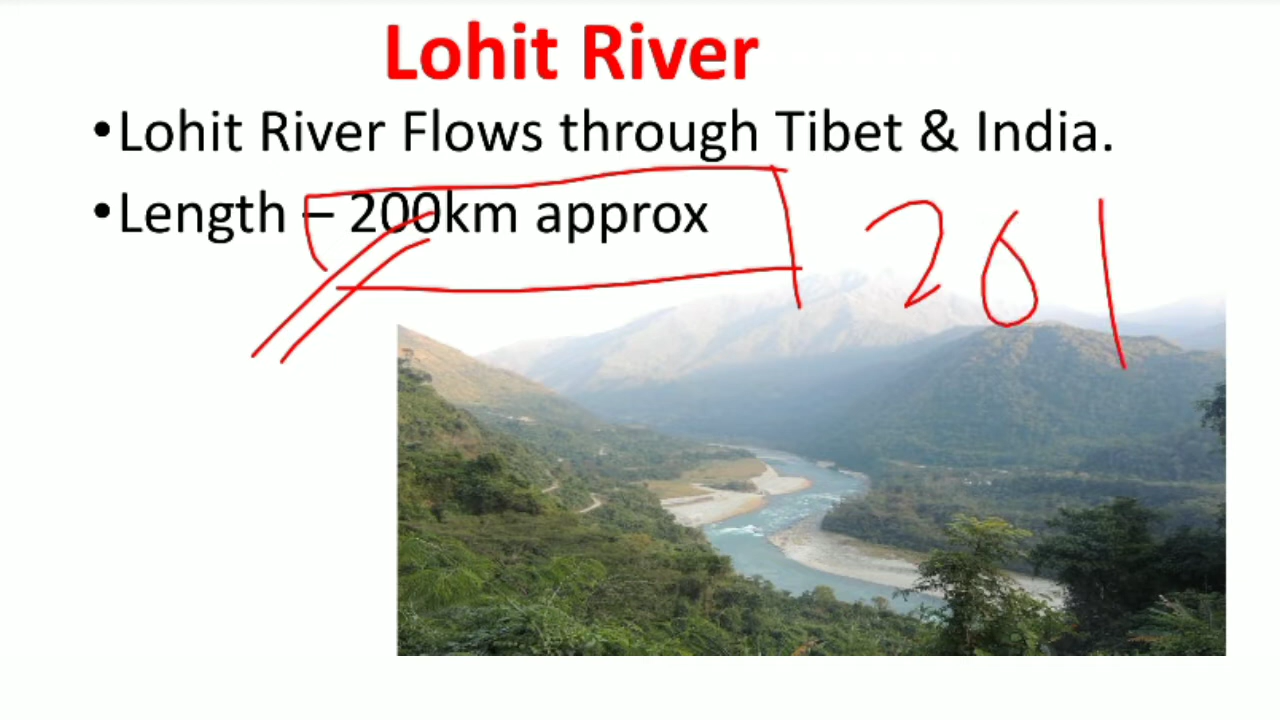 Lohit River
•Lohit River Flows through Tibet & India.
•Length – 200km approx
201